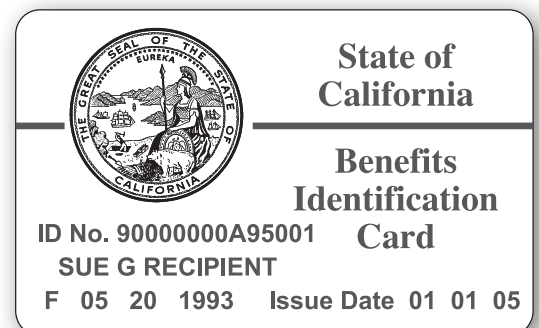 THE GREAT SEAL OF THE STATE OF CALIFORNIA
EUREKA
State of
California
Benefits
Identification
Card
ID No. 90000000A95001
SUE G RECIPIENT
F 05 20 1993 Issue Date 01 01 05